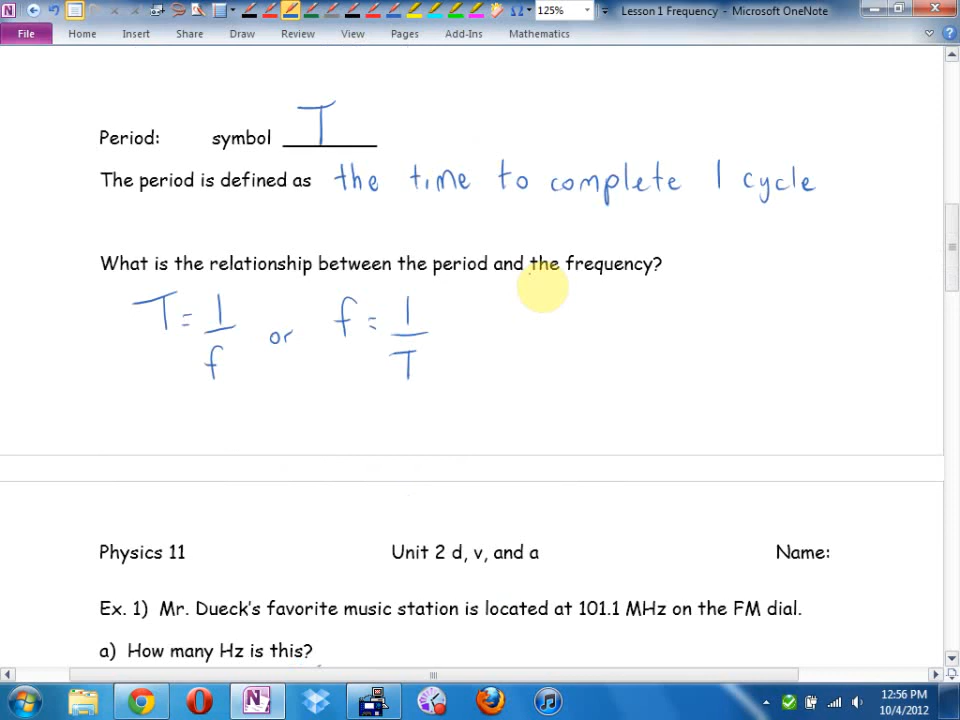 125% Lesson 1 Frequency - Microsoft OneNote
File Home Insert Share Draw Review View Pages Add-Ins Mathematics
Period: symbol T
The period is defined as the time to complete 1 cycle
What is the relationship between the period and the frequency?
T = 1/f or f = 1/T
Physics 11 Unit 2 d, v, and a Name:
Ex. 1) Mr. Dueck's favorite music station is located at 101.1 MHz on the FM dial.
a) How many Hz is this?
12:56 PM
10/4/2012